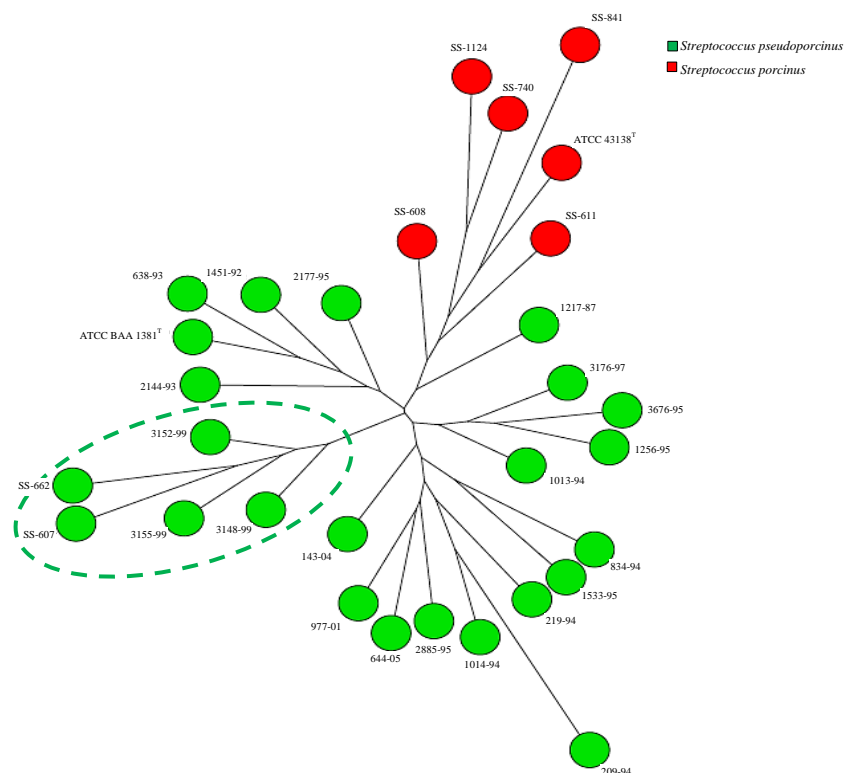 SS-841
Streptococcus pseudoporcinus
SS-1124
Streptococcus porcinus
SS-740
ATCC 43138ᵀ
SS-608
SS-611
638-93
1451-92
2177-95
1217-87
ATCC BAA 1381ᵀ
3176-97
2144-93
3676-95
3152-99
1256-95
1013-94
SS-662
SS-607
3155-99
3148-99
143-04
834-94
1533-95
219-94
977-01
2885-95
644-05
1014-94
209-94